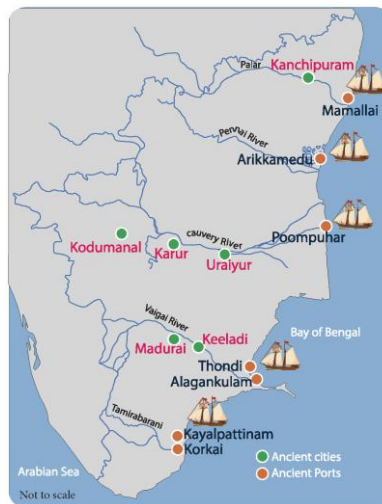 Palar
Kanchipuram
Mamallai
Pennai River
Arikkamedu
Poompuhar
cauvery River
Kodumanal
Karur
Uraiyur
Vaigai River
Keeladi
Madurai
Bay of Bengal
Thondi
Alagankulam
Tamirabarani
Kayalpattinam
Korkai
Ancient cities
Ancient Ports
Arabian Sea
Not to scale